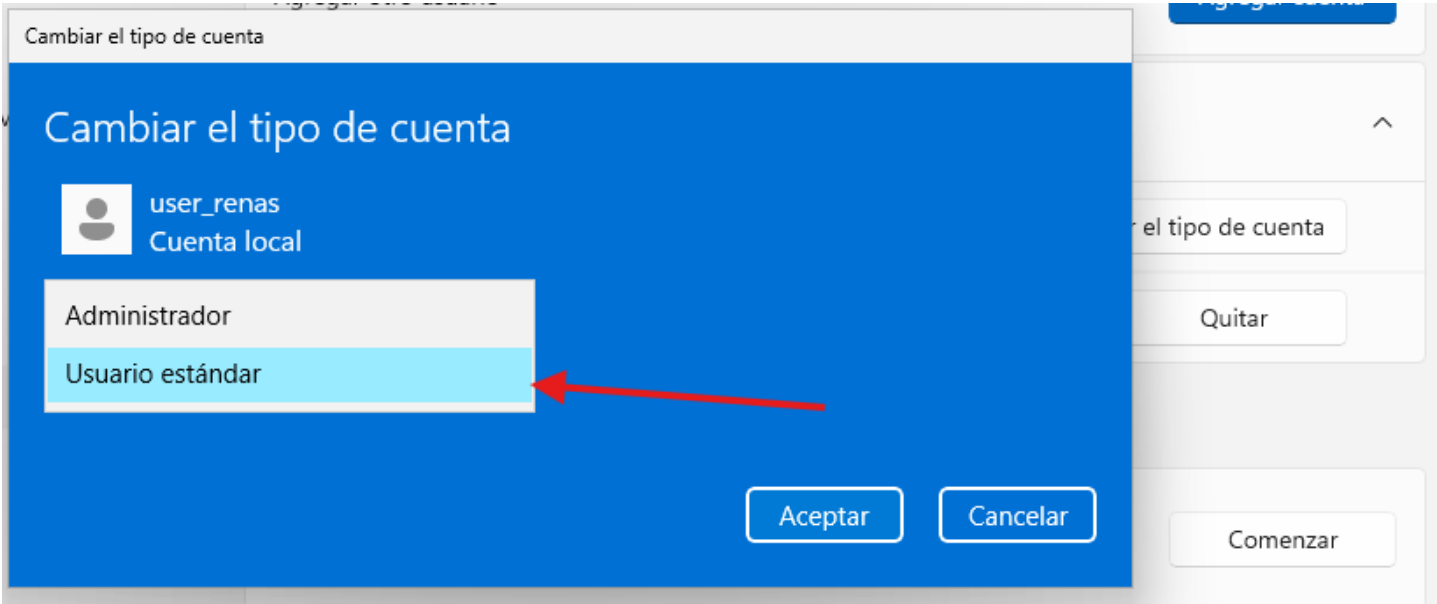 Cambiar el tipo de cuenta
Cambiar el tipo de cuenta
user_renas
Cuenta local
Administrador
Usuario estándar
Aceptar
Cancelar
el tipo de cuenta
Quitar
Comenzar